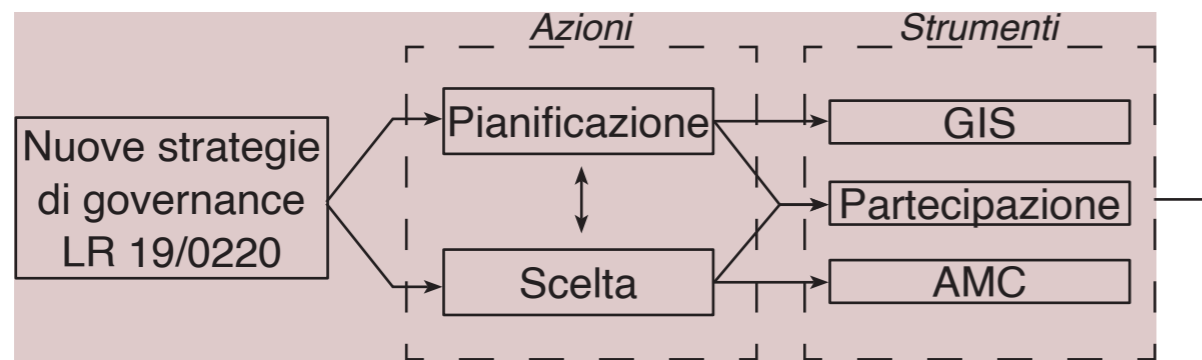 Azioni
Strumenti
Nuove strategie
di governance
LR 19/0220
Pianificazione
Scelta
GIS
Partecipazione
AMC